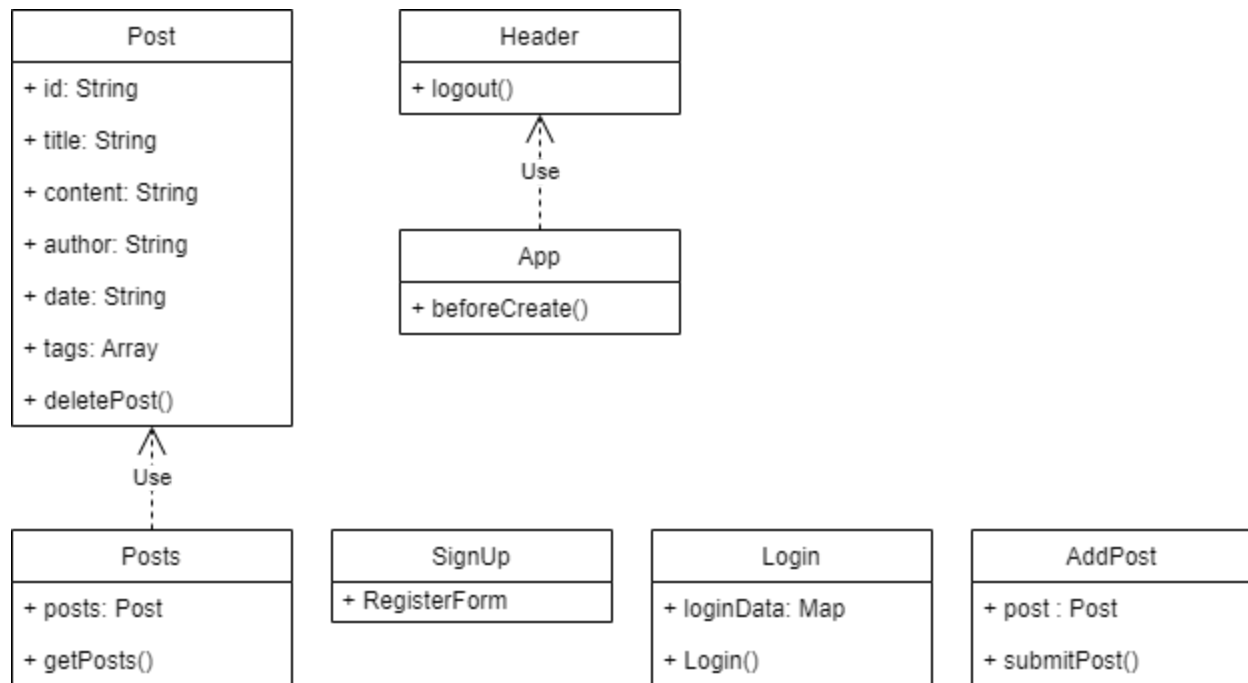 Post
+ id: String
+ title: String
+ content: String
+ author: String
+ date: String
+ tags: Array
+ deletePost()
Header
+ logout()
Use
App
+ beforeCreate()
Use
Posts
+ posts: Post
+ getPosts()
SignUp
+ RegisterForm
Login
+ loginData: Map
+ Login()
AddPost
+ post : Post
+ submitPost()